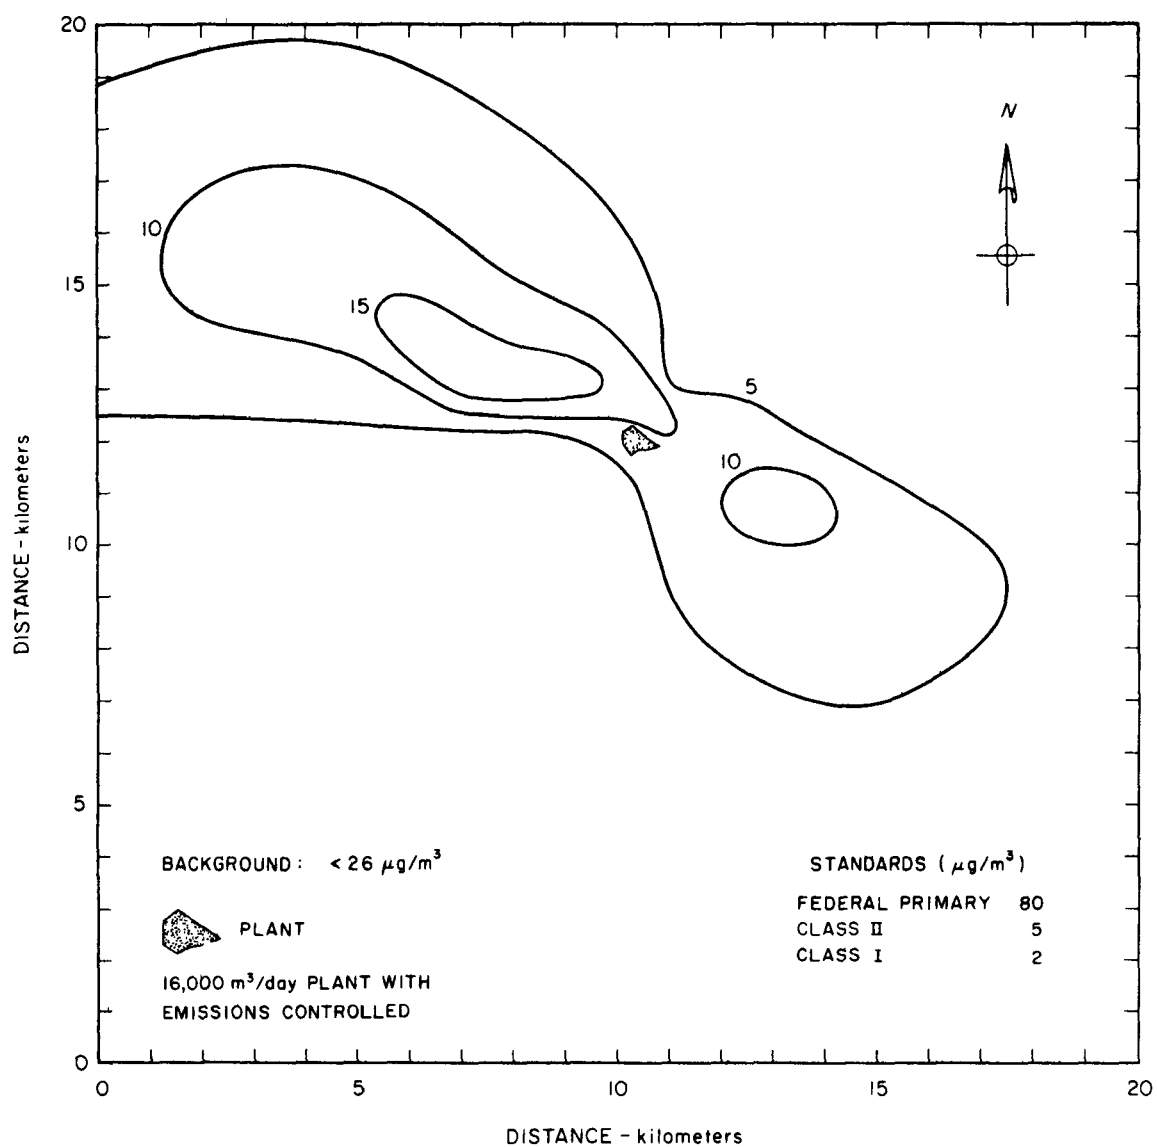 20
N
10
15
15
5
10
10
DISTANCE - kilometers
5
BACKGROUND: < 26 µg/m³
STANDARDS ( µg/m³ )
FEDERAL PRIMARY 80
PLANT
CLASS II 5
CLASS I 2
16,000 m³/day PLANT WITH
EMISSIONS CONTROLLED
0
0 5 10 15 20
DISTANCE - kilometers